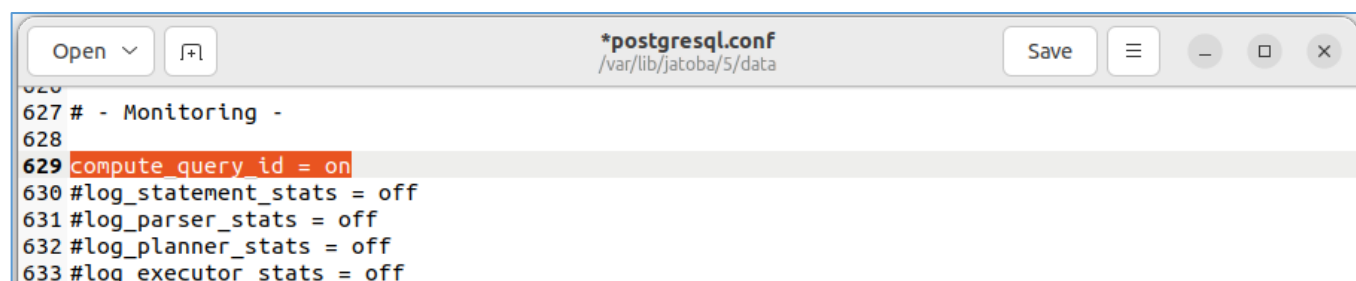 Open
*postgresql.conf
/var/lib/jatoba/5/data
Save
626
627 # - Monitoring -
628
629 compute_query_id = on
630 #log_statement_stats = off
631 #log_parser_stats = off
632 #log_planner_stats = off
633 #log_executor_stats = off